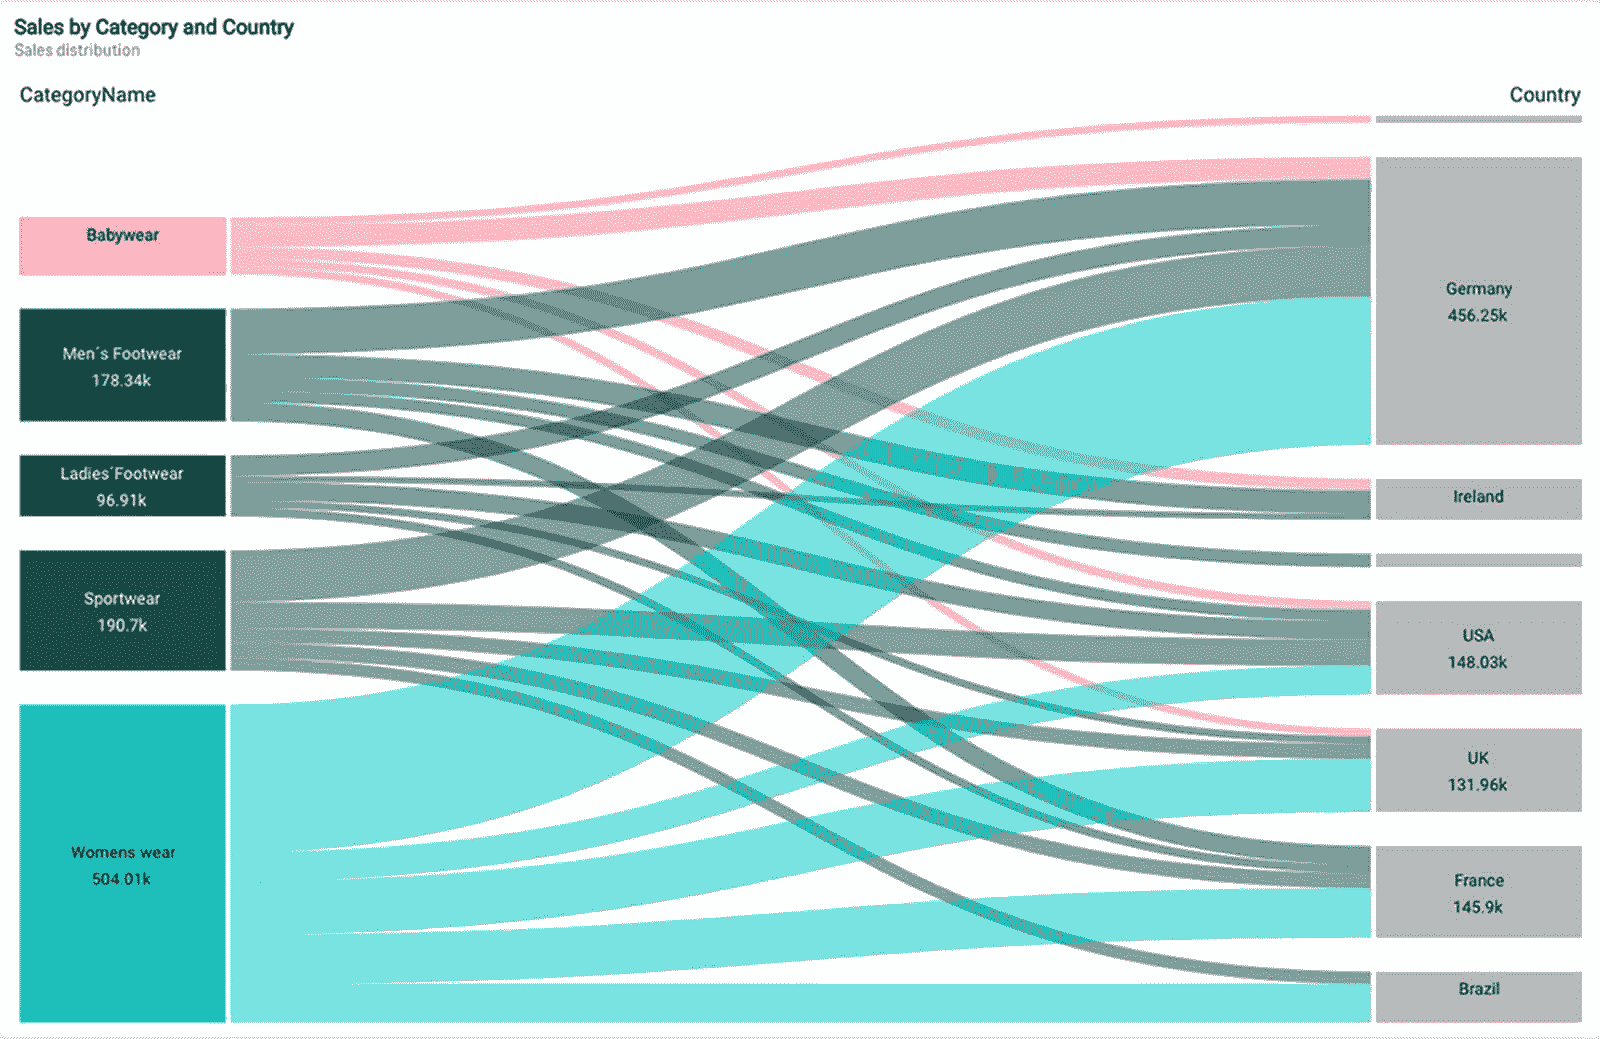 Sales by Category and Country
Sales distribution
CategoryName
Country
Babywear
Men´s Footwear
178.34k
Ladies´Footwear
96.91k
Sportwear
190.7k
Womens wear
504.01k
Germany
456.25k
Ireland
USA
148.03k
UK
131.96k
France
145.9k
Brazil